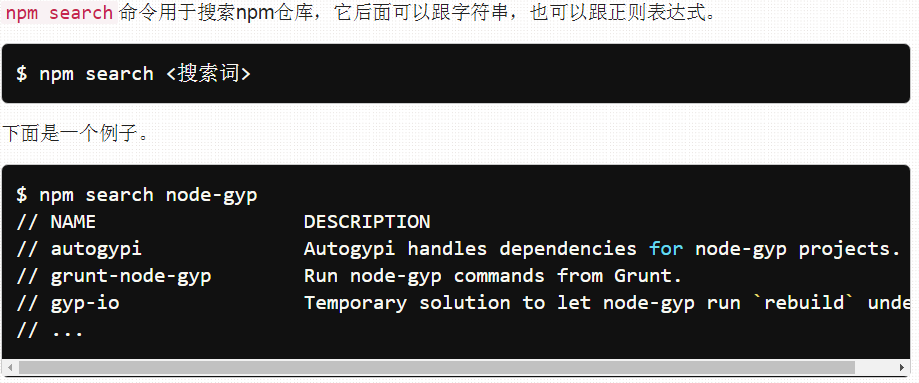 npm search 命令用于搜索npm仓库，它后面可以跟字符串，也可以跟正则表达式。
$ npm search <搜索词>
下面是一个例子。
$ npm search node-gyp
// NAME                  DESCRIPTION
// autogypi              Autogypi handles dependencies for node-gyp projects.
// grunt-node-gyp        Run node-gyp commands from Grunt.
// gyp-io                Temporary solution to let node-gyp run `rebuild` unde
// ...